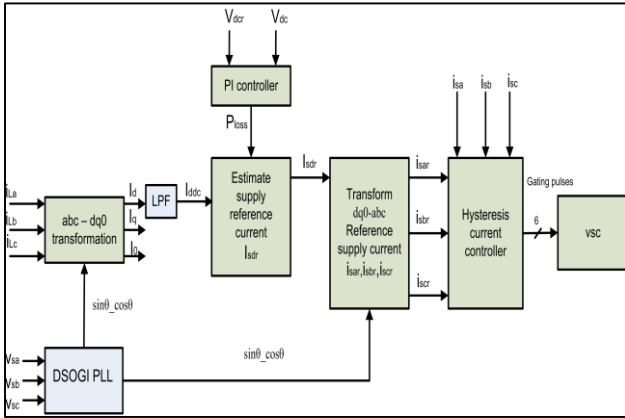 Vdcr
Vdc
PI controller
Ploss
isa
isb
isc
iLa
iLb
iLc
abc – dq0
transformation
Id
Iq
I0
LPF
Iddc
Estimate
supply
reference
current
Isdr
Isdr
Transform
dq0-abc
Reference
supply current
isar,isbr,iscr
isar
isbr
iscr
Hysteresis
current
controller
Gating pulses
6
vsc
sinθ_cosθ
sinθ_cosθ
Vsa
Vsb
Vsc
DSOGI PLL